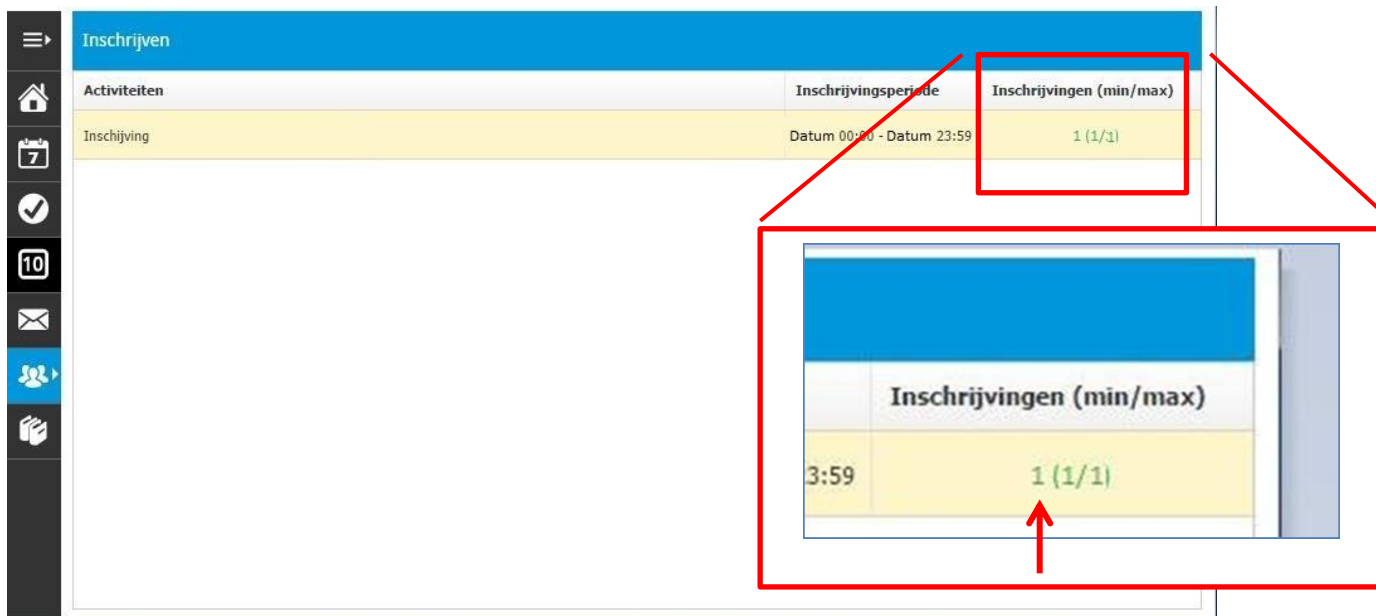 Inschrijven
Activiteiten Inschrijvingsperiode Inschrijvingen (min/max)
Inschijving Datum 00:00 - Datum 23:59 1 (1/1)
7
10
Inschrijvingen (min/max)
3:59 1 (1/1)